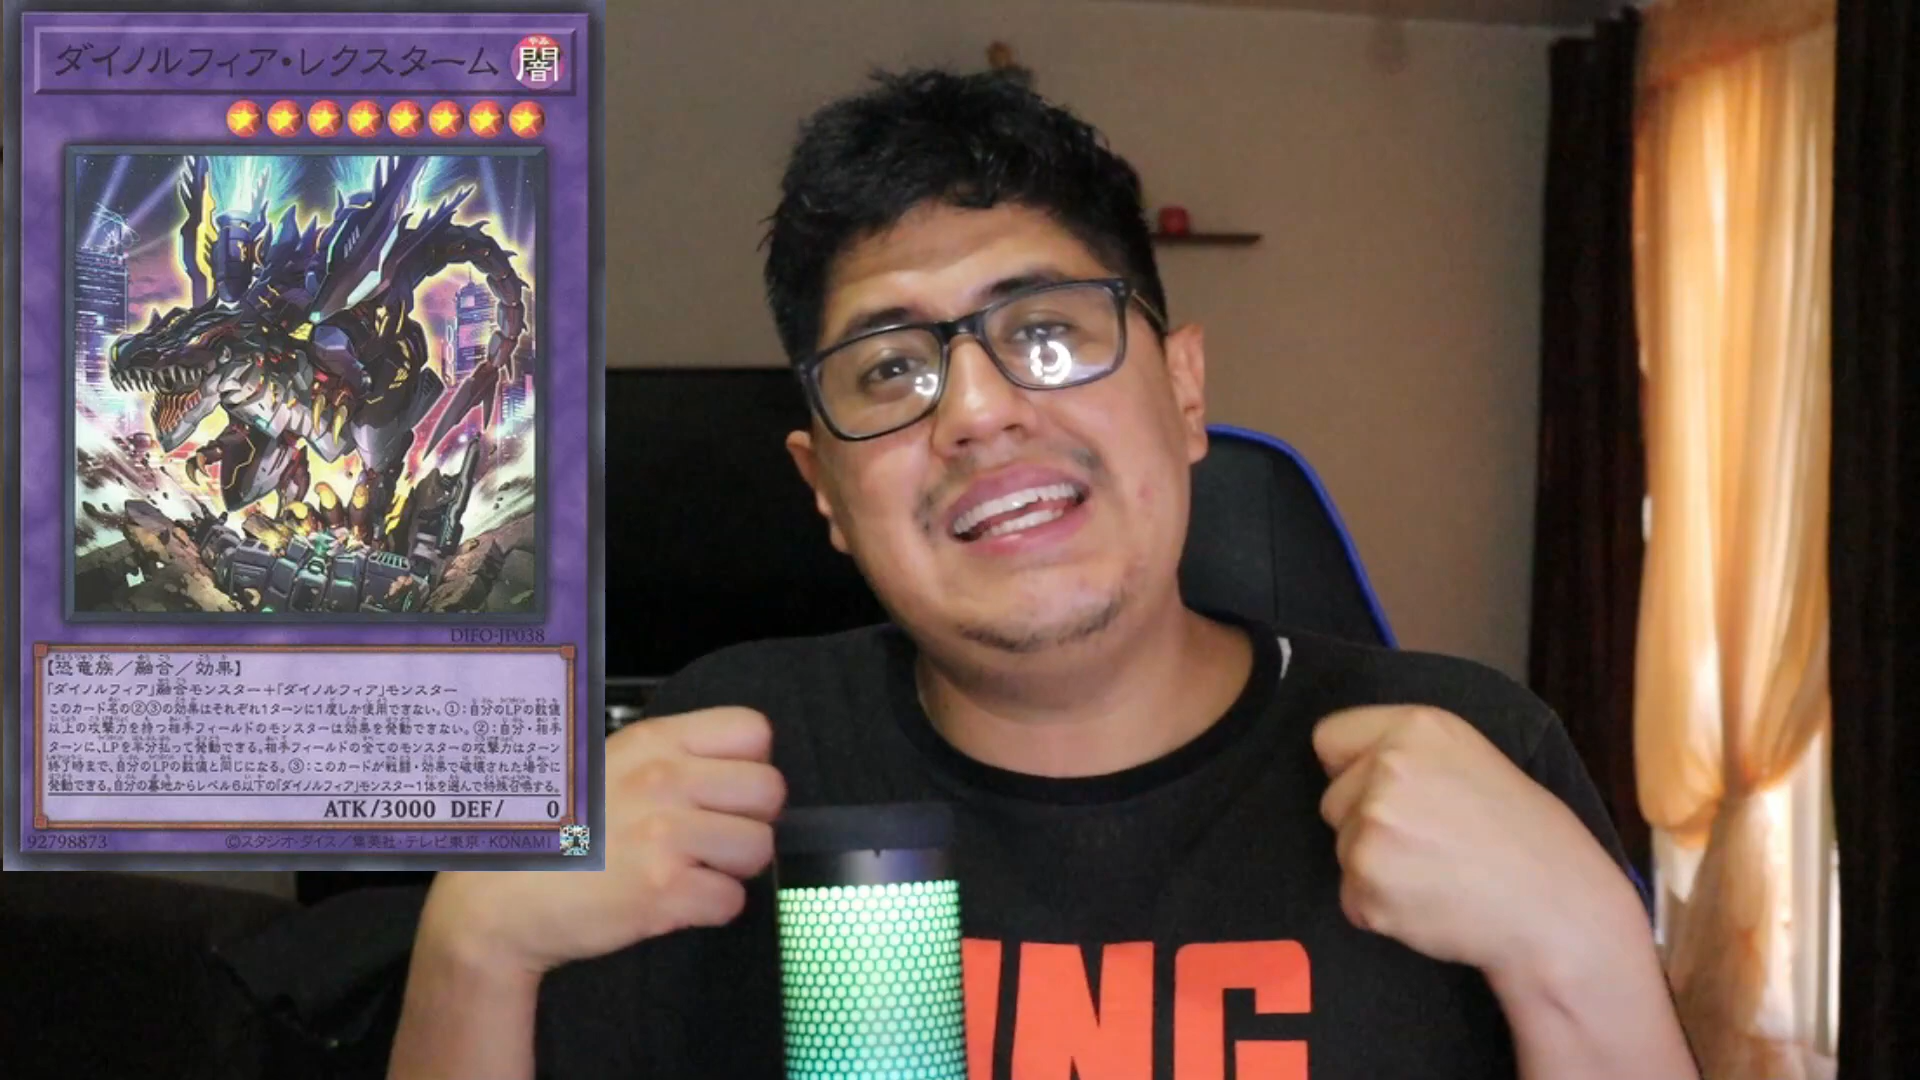 ダイノルフィア・レクスターム
闇
DIFO-JP038
【恐竜族／融合／効果】
「ダイノルフィア」融合モンスター＋「ダイノルフィア」モンスター
このカード名の②③の効果はそれぞれ1ターンに1度しか使用できない。①：自分のLPの数値
以上の攻撃力を持つ相手フィールドのモンスターは効果を発動できない。②：自分・相手
ターンに、LPを半分払って発動できる。相手フィールドの全てのモンスターの攻撃力はターン
終了時まで、自分のLPの数値と同じになる。③：このカードが戦闘・効果で破壊された場合に
発動できる。自分の墓地からレベル6以下の「ダイノルフィア」モンスター1体を選んで特殊召喚する。
ATK/3000 DEF/ 0
92798873
©スタジオ・ダイス／集英社・テレビ東京・KONAMI
ING